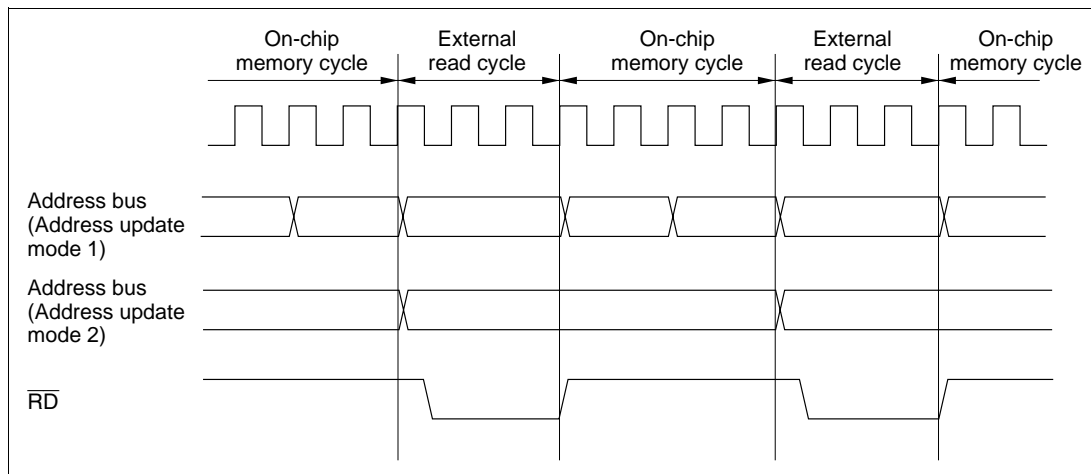 On-chip
memory cycle
External
read cycle
On-chip
memory cycle
External
read cycle
On-chip
memory cycle
Address bus
(Address update
mode 1)
Address bus
(Address update
mode 2)
RD